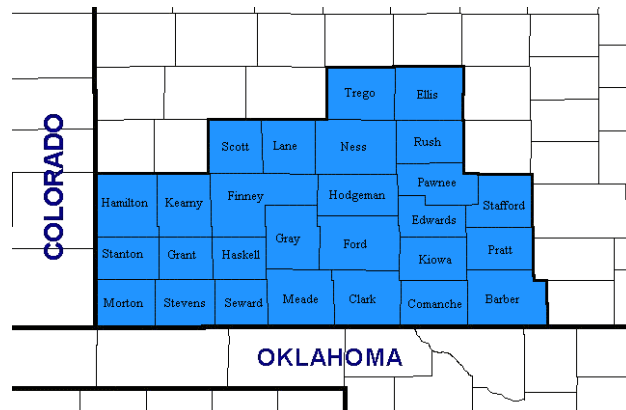 Trego Ellis
Scott Lane Ness Rush
Pawnee
Hamilton Kearny Finney Hodgeman Stafford
Edwards
Stanton Grant Haskell Gray Ford Kiowa Pratt
Morton Stevens Seward Meade Clark Comanche Barber
COLORADO
OKLAHOMA